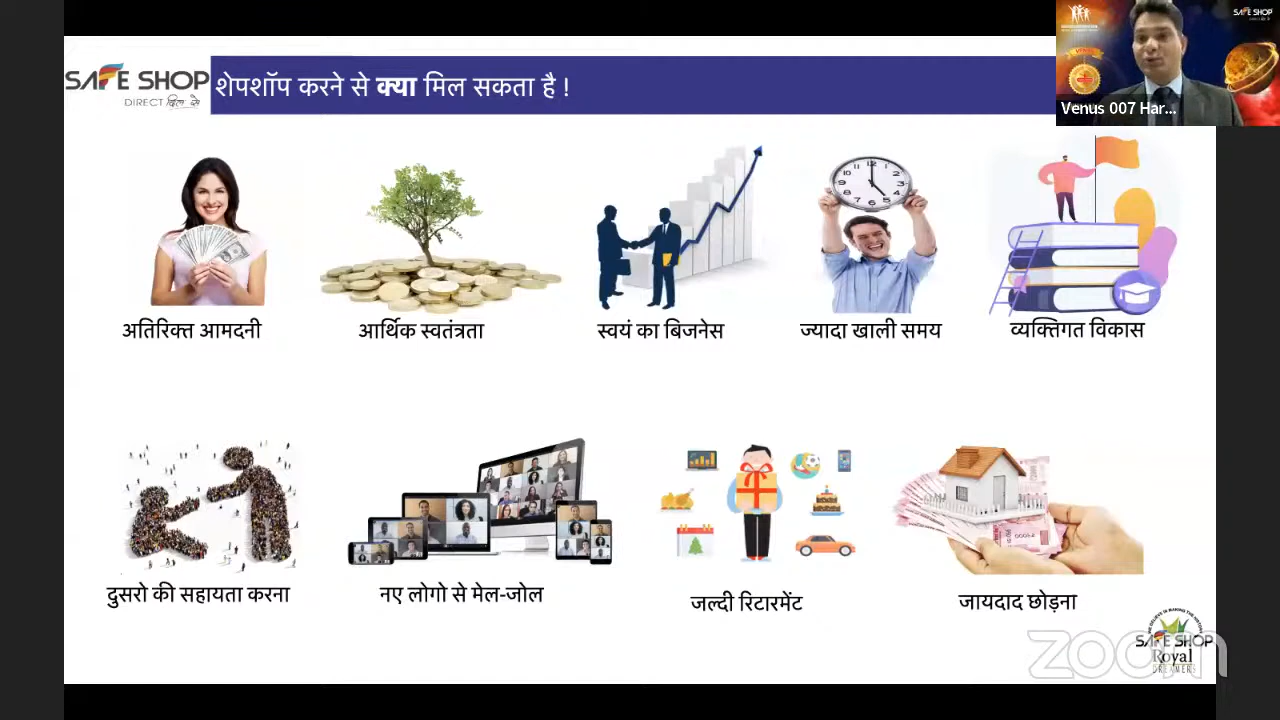 SAFE SHOP
DIRECT दिल से
शेपशॉप करने से क्या मिल सकता है !
SAFE SHOP
Venus 007 Har...
अतिरिक्त आमदनी
आर्थिक स्वतंत्रता
स्वयं का बिजनेस
ज्यादा खाली समय
व्यक्तिगत विकास
दुसरो की सहायता करना
नए लोगो से मेल-जोल
जल्दी रिटारमेंट
जायदाद छोड़ना
SAFE SHOP
Royal
DREAMERS
zoom